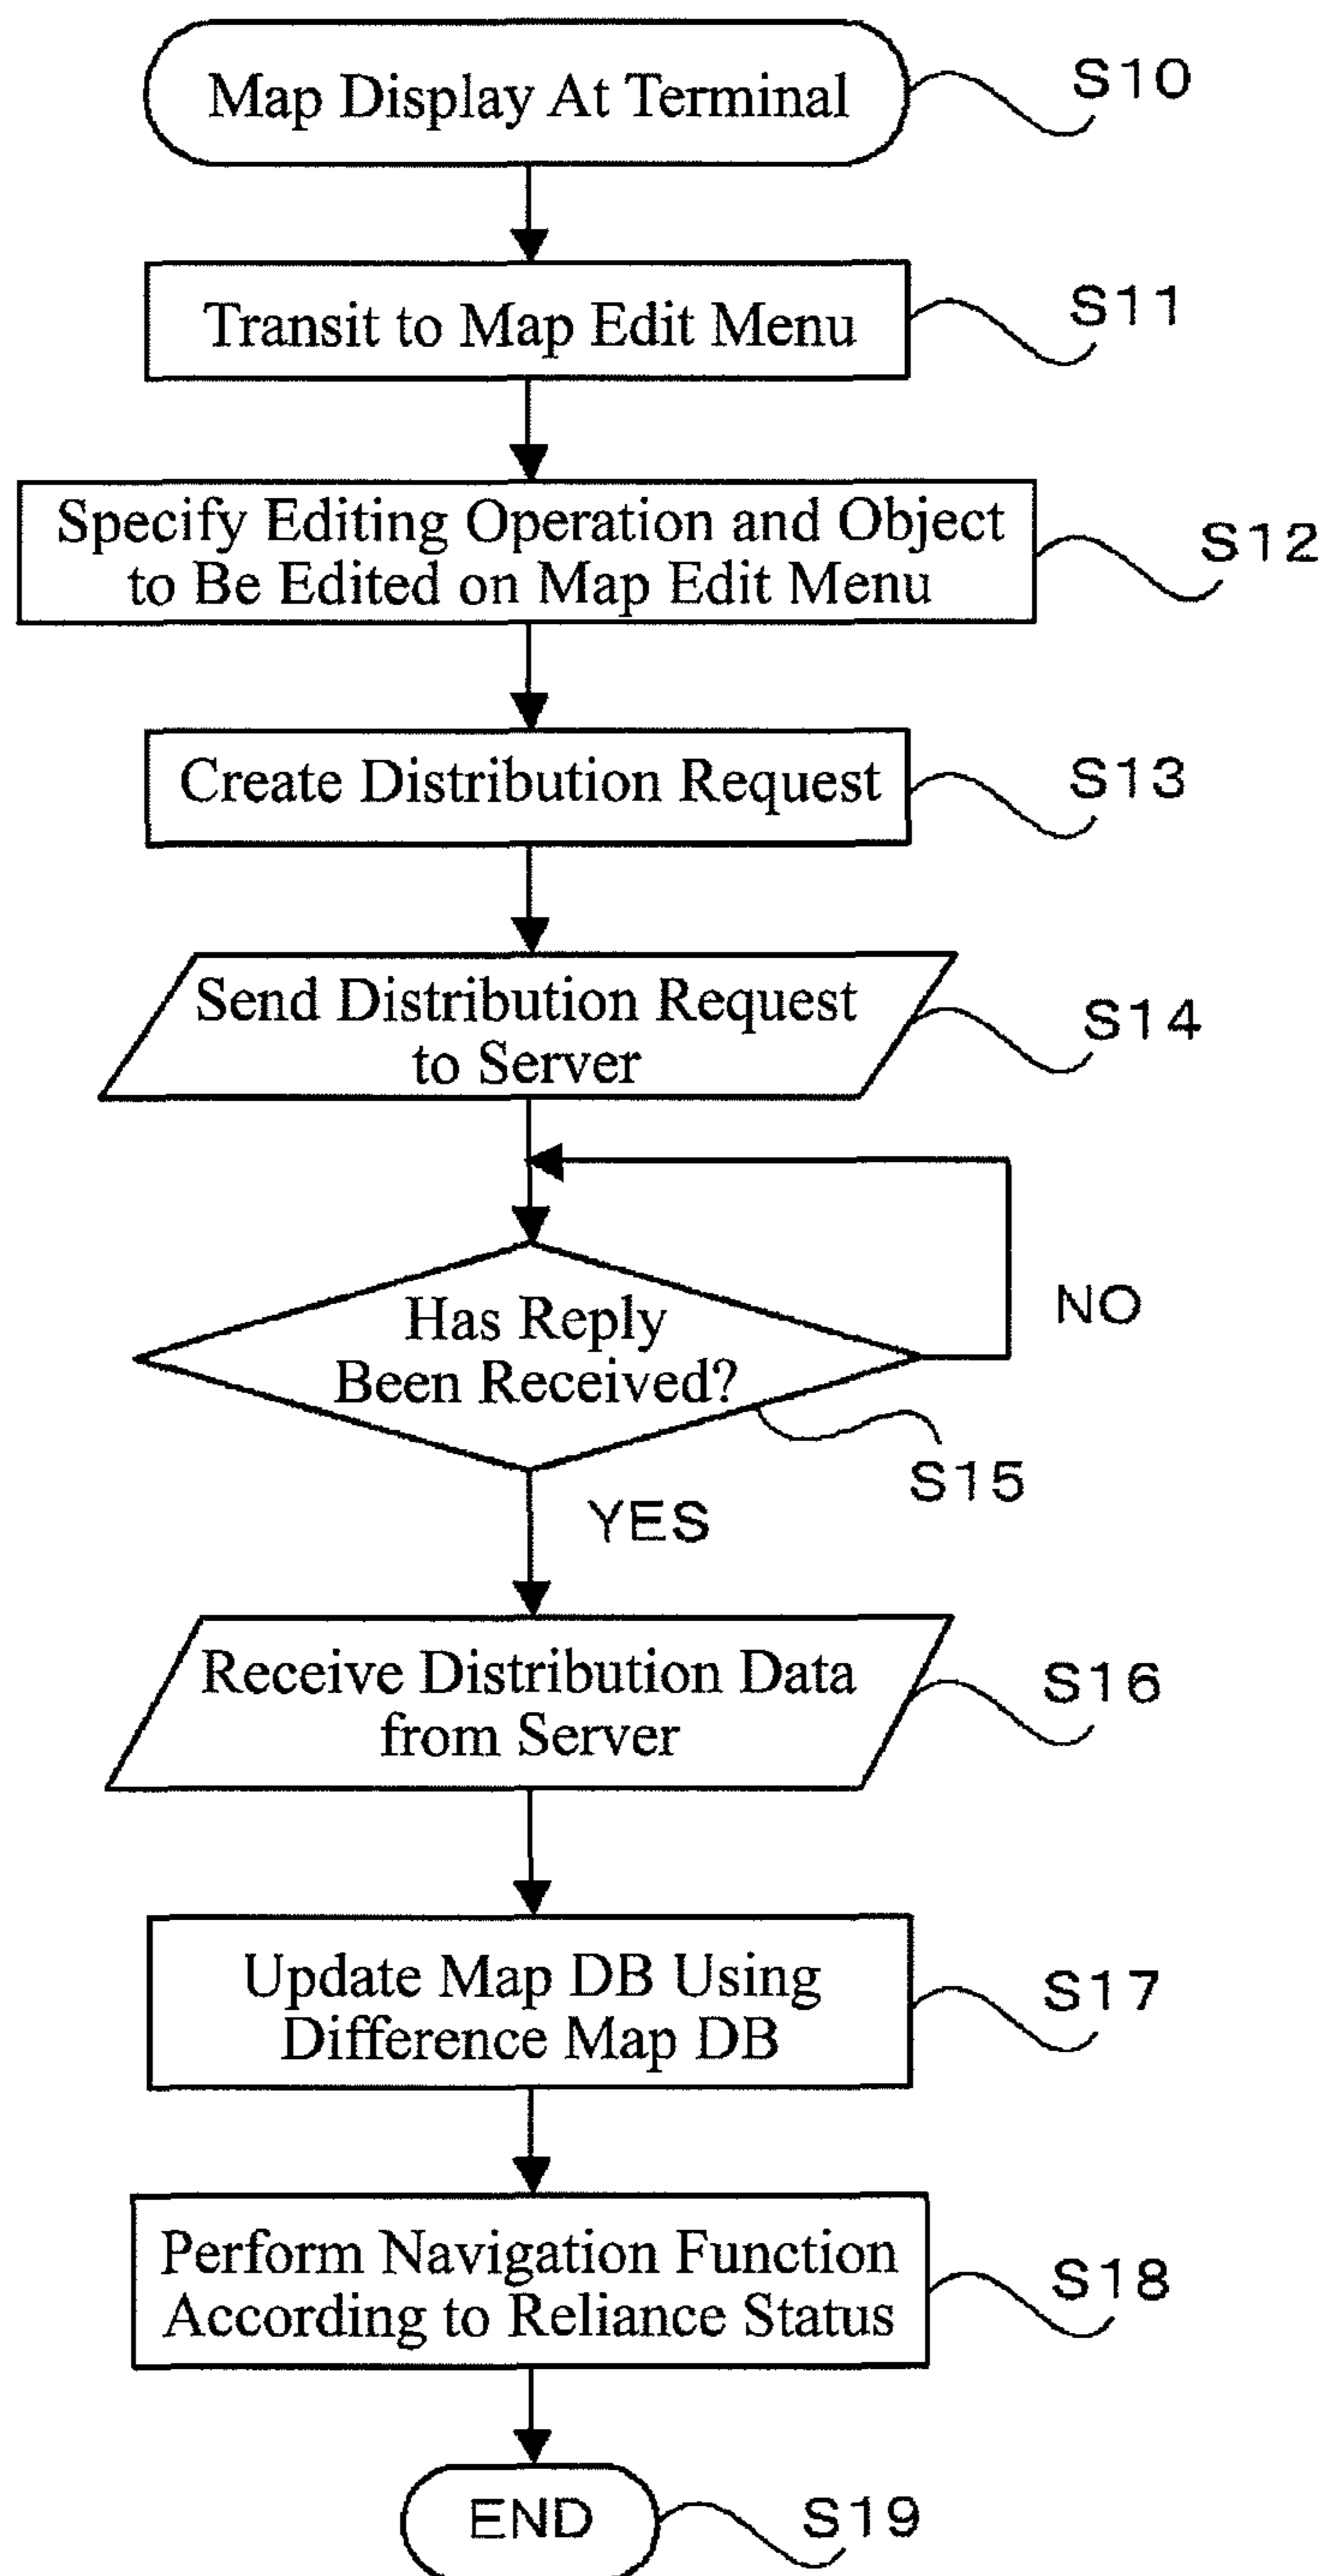 Map Display At Terminal
S10
Transit to Map Edit Menu
S11
Specify Editing Operation and Object
to Be Edited on Map Edit Menu
S12
Create Distribution Request
S13
Send Distribution Request
to Server
S14
Has Reply
Been Received?
NO
S15
YES
Receive Distribution Data
from Server
S16
Update Map DB Using
Difference Map DB
S17
Perform Navigation Function
According to Reliance Status
S18
END
S19